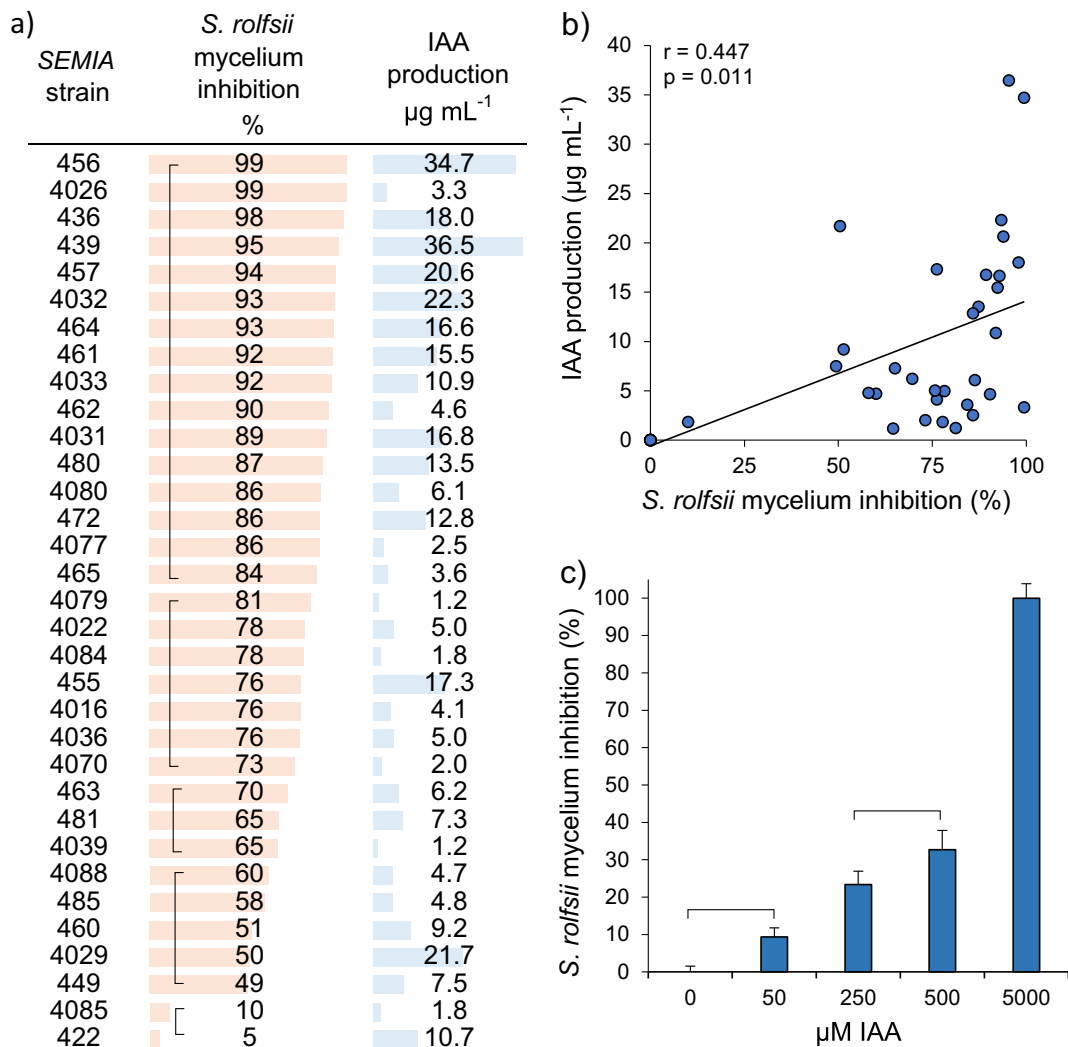 a)
SEMIA
strain
S. rolfsii
mycelium
inhibition
%
IAA
production
µg mL⁻¹
456 99 34.7
4026 99 3.3
436 98 18.0
439 95 36.5
457 94 20.6
4032 93 22.3
464 93 16.6
461 92 15.5
4033 92 10.9
462 90 4.6
4031 89 16.8
480 87 13.5
4080 86 6.1
472 86 12.8
4077 86 2.5
465 84 3.6
4079 81 1.2
4022 78 5.0
4084 78 1.8
455 76 17.3
4016 76 4.1
4036 76 5.0
4070 73 2.0
463 70 6.2
481 65 7.3
4039 65 1.2
4088 60 4.7
485 58 4.8
460 51 9.2
4029 50 21.7
449 49 7.5
4085 10 1.8
422 5 10.7
b)
r = 0.447
p = 0.011
IAA production (µg mL⁻¹)
40
35
30
25
20
15
10
5
0
0 25 50 75 100
S. rolfsii mycelium inhibition (%)
c)
S. rolfsii mycelium inhibition (%)
100
90
80
70
60
50
40
30
20
10
0
0 50 250 500 5000
µM IAA